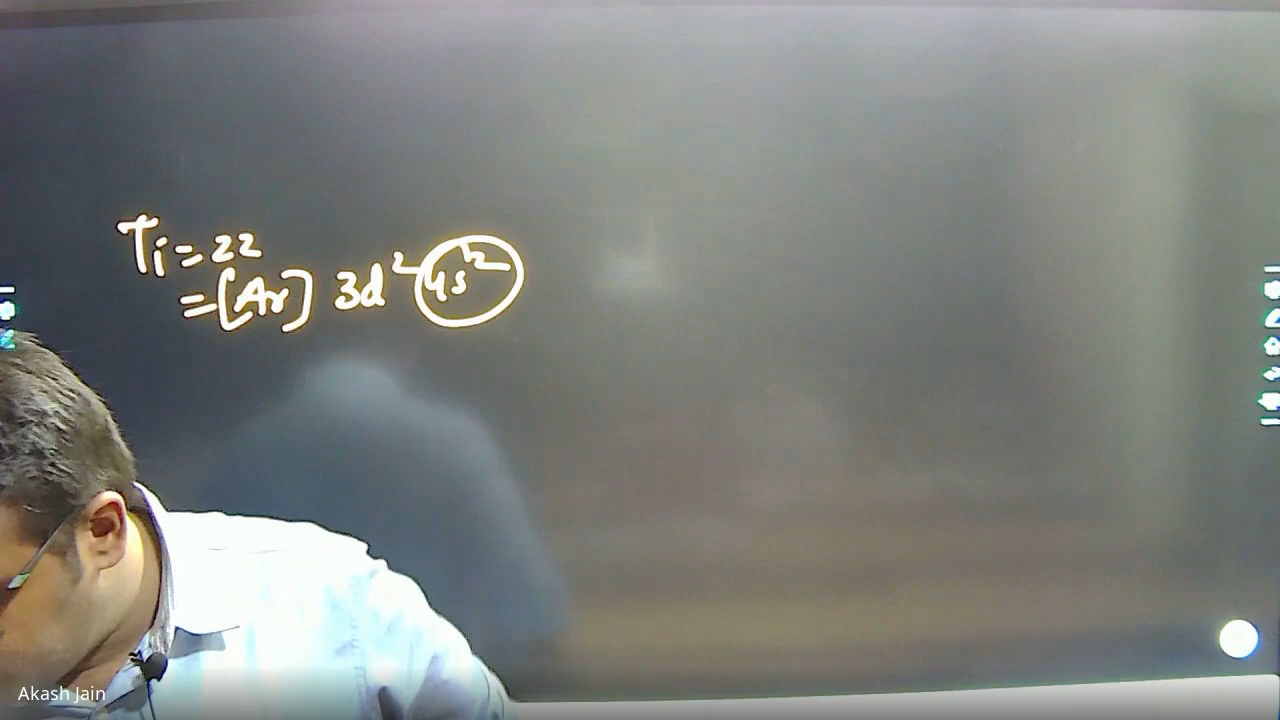 Ti = 22
= [Ar] 3d² 4s²
Akash Jain